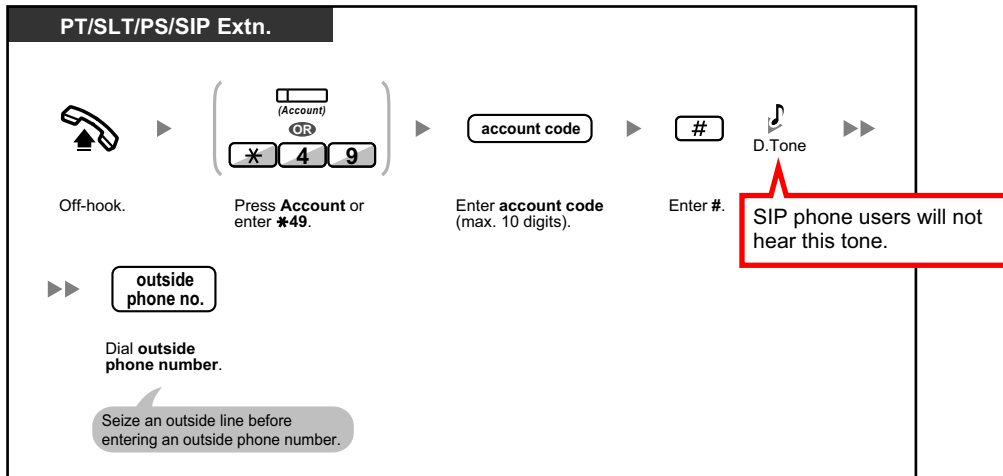 PT/SLT/PS/SIP Extn.
(Account)
OR
* 4 9
account code
#
D.Tone
Off-hook.
Press Account or
enter *49.
Enter account code
(max. 10 digits).
Enter #.
SIP phone users will not
hear this tone.
outside
phone no.
Dial outside
phone number.
Seize an outside line before
entering an outside phone number.